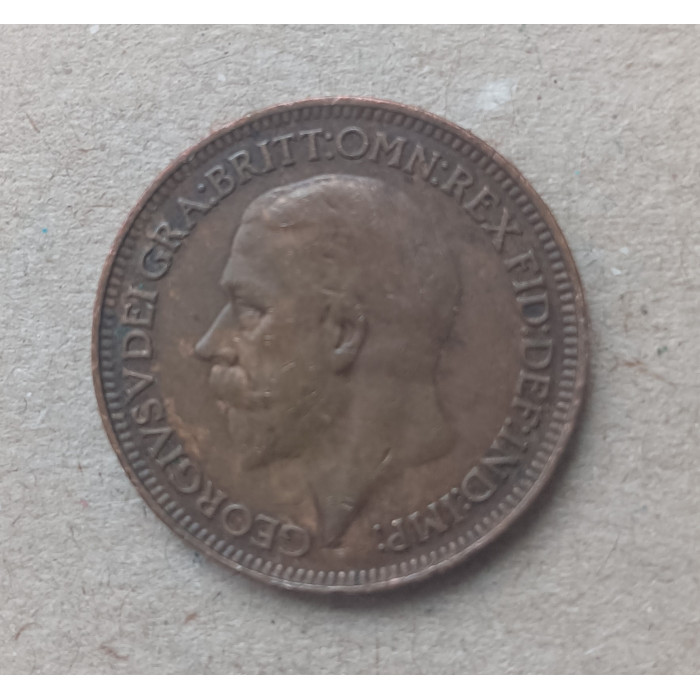 GEORGIVS V DEI GRA:BRITT:OMN:REX FID:DEF:IND:IMP: